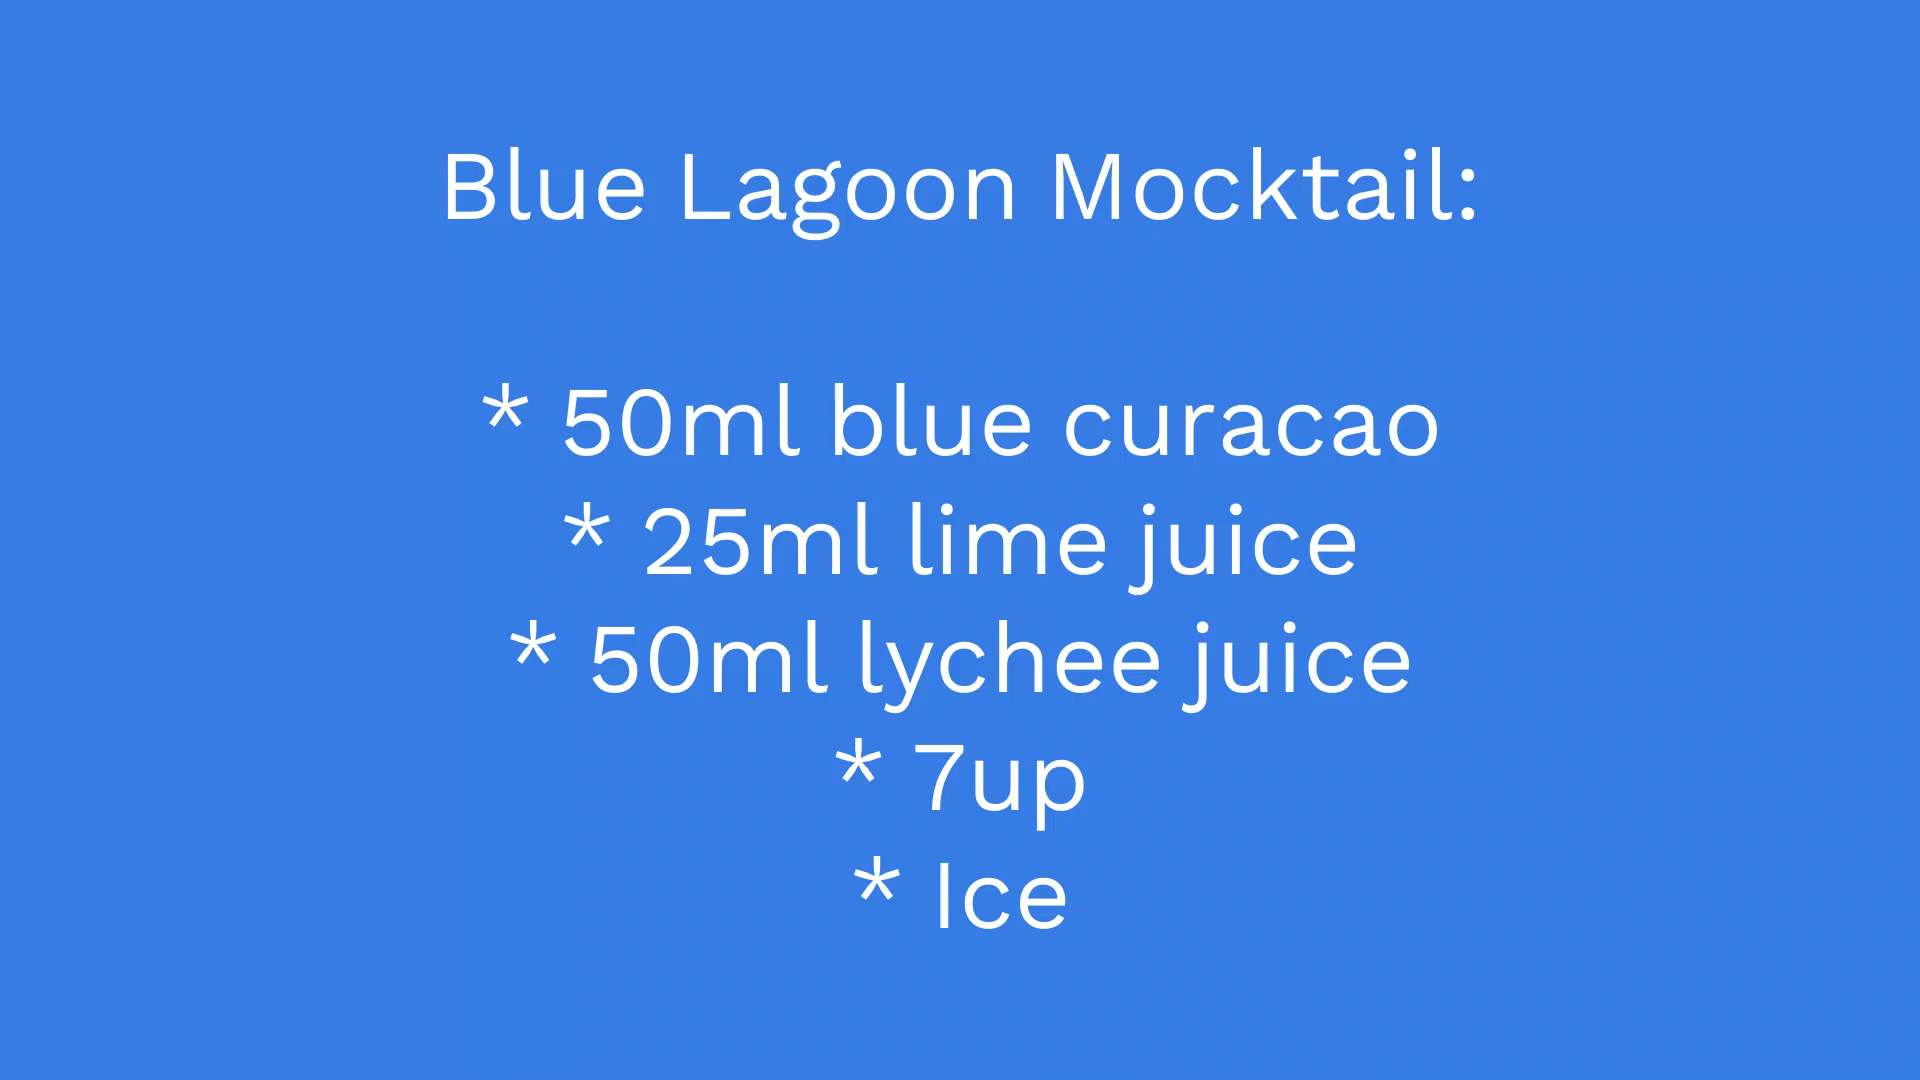 Blue Lagoon Mocktail:
* 50ml blue curacao
* 25ml lime juice
* 50ml lychee juice
* 7up
* Ice